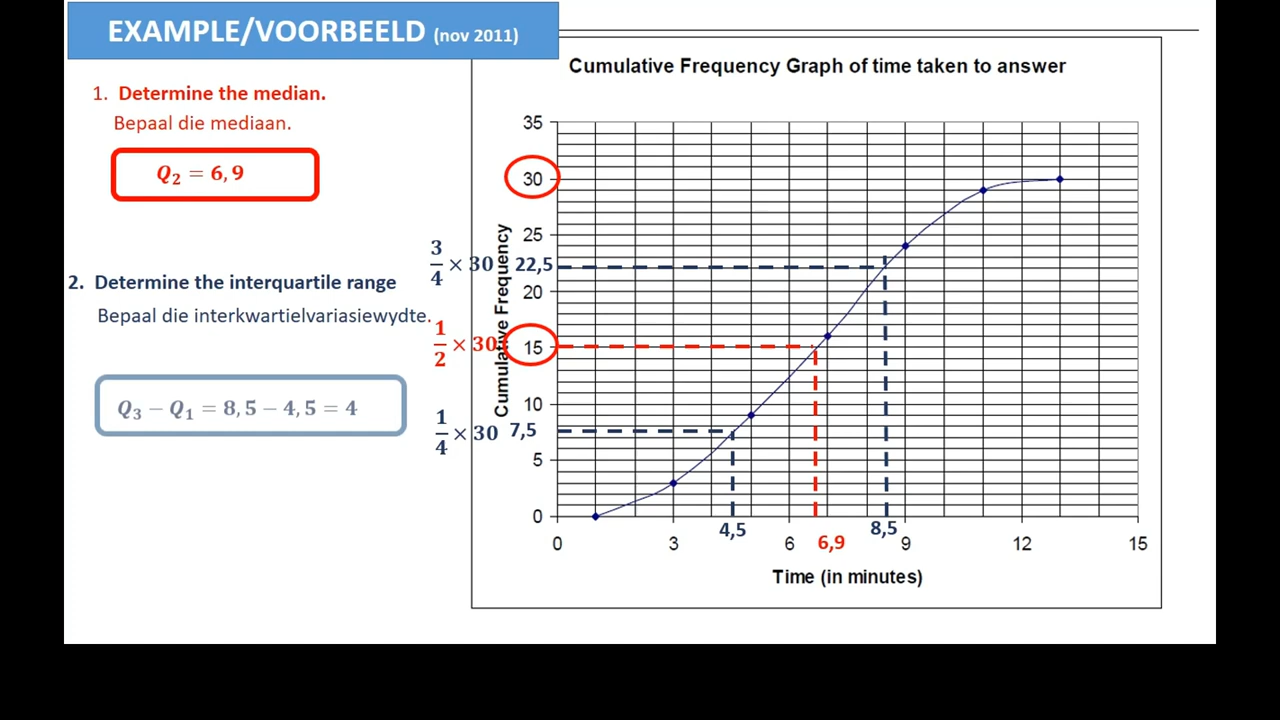 EXAMPLE/VOORBEELD (nov 2011)
1. Determine the median.
Bepaal die mediaan.
Q₂ = 6,9
2. Determine the interquartile range
Bepaal die interkwartielvariasiewydte.
Q₃ − Q₁ = 8,5 − 4,5 = 4
Cumulative Frequency Graph of time taken to answer
Cumulative Frequency
35
30
25
3/4 × 30 22,5
20
1/2 × 30 15
10
1/4 × 30 7,5
5
0
4,5 8,5
0 3 6 6,9 9 12 15
Time (in minutes)